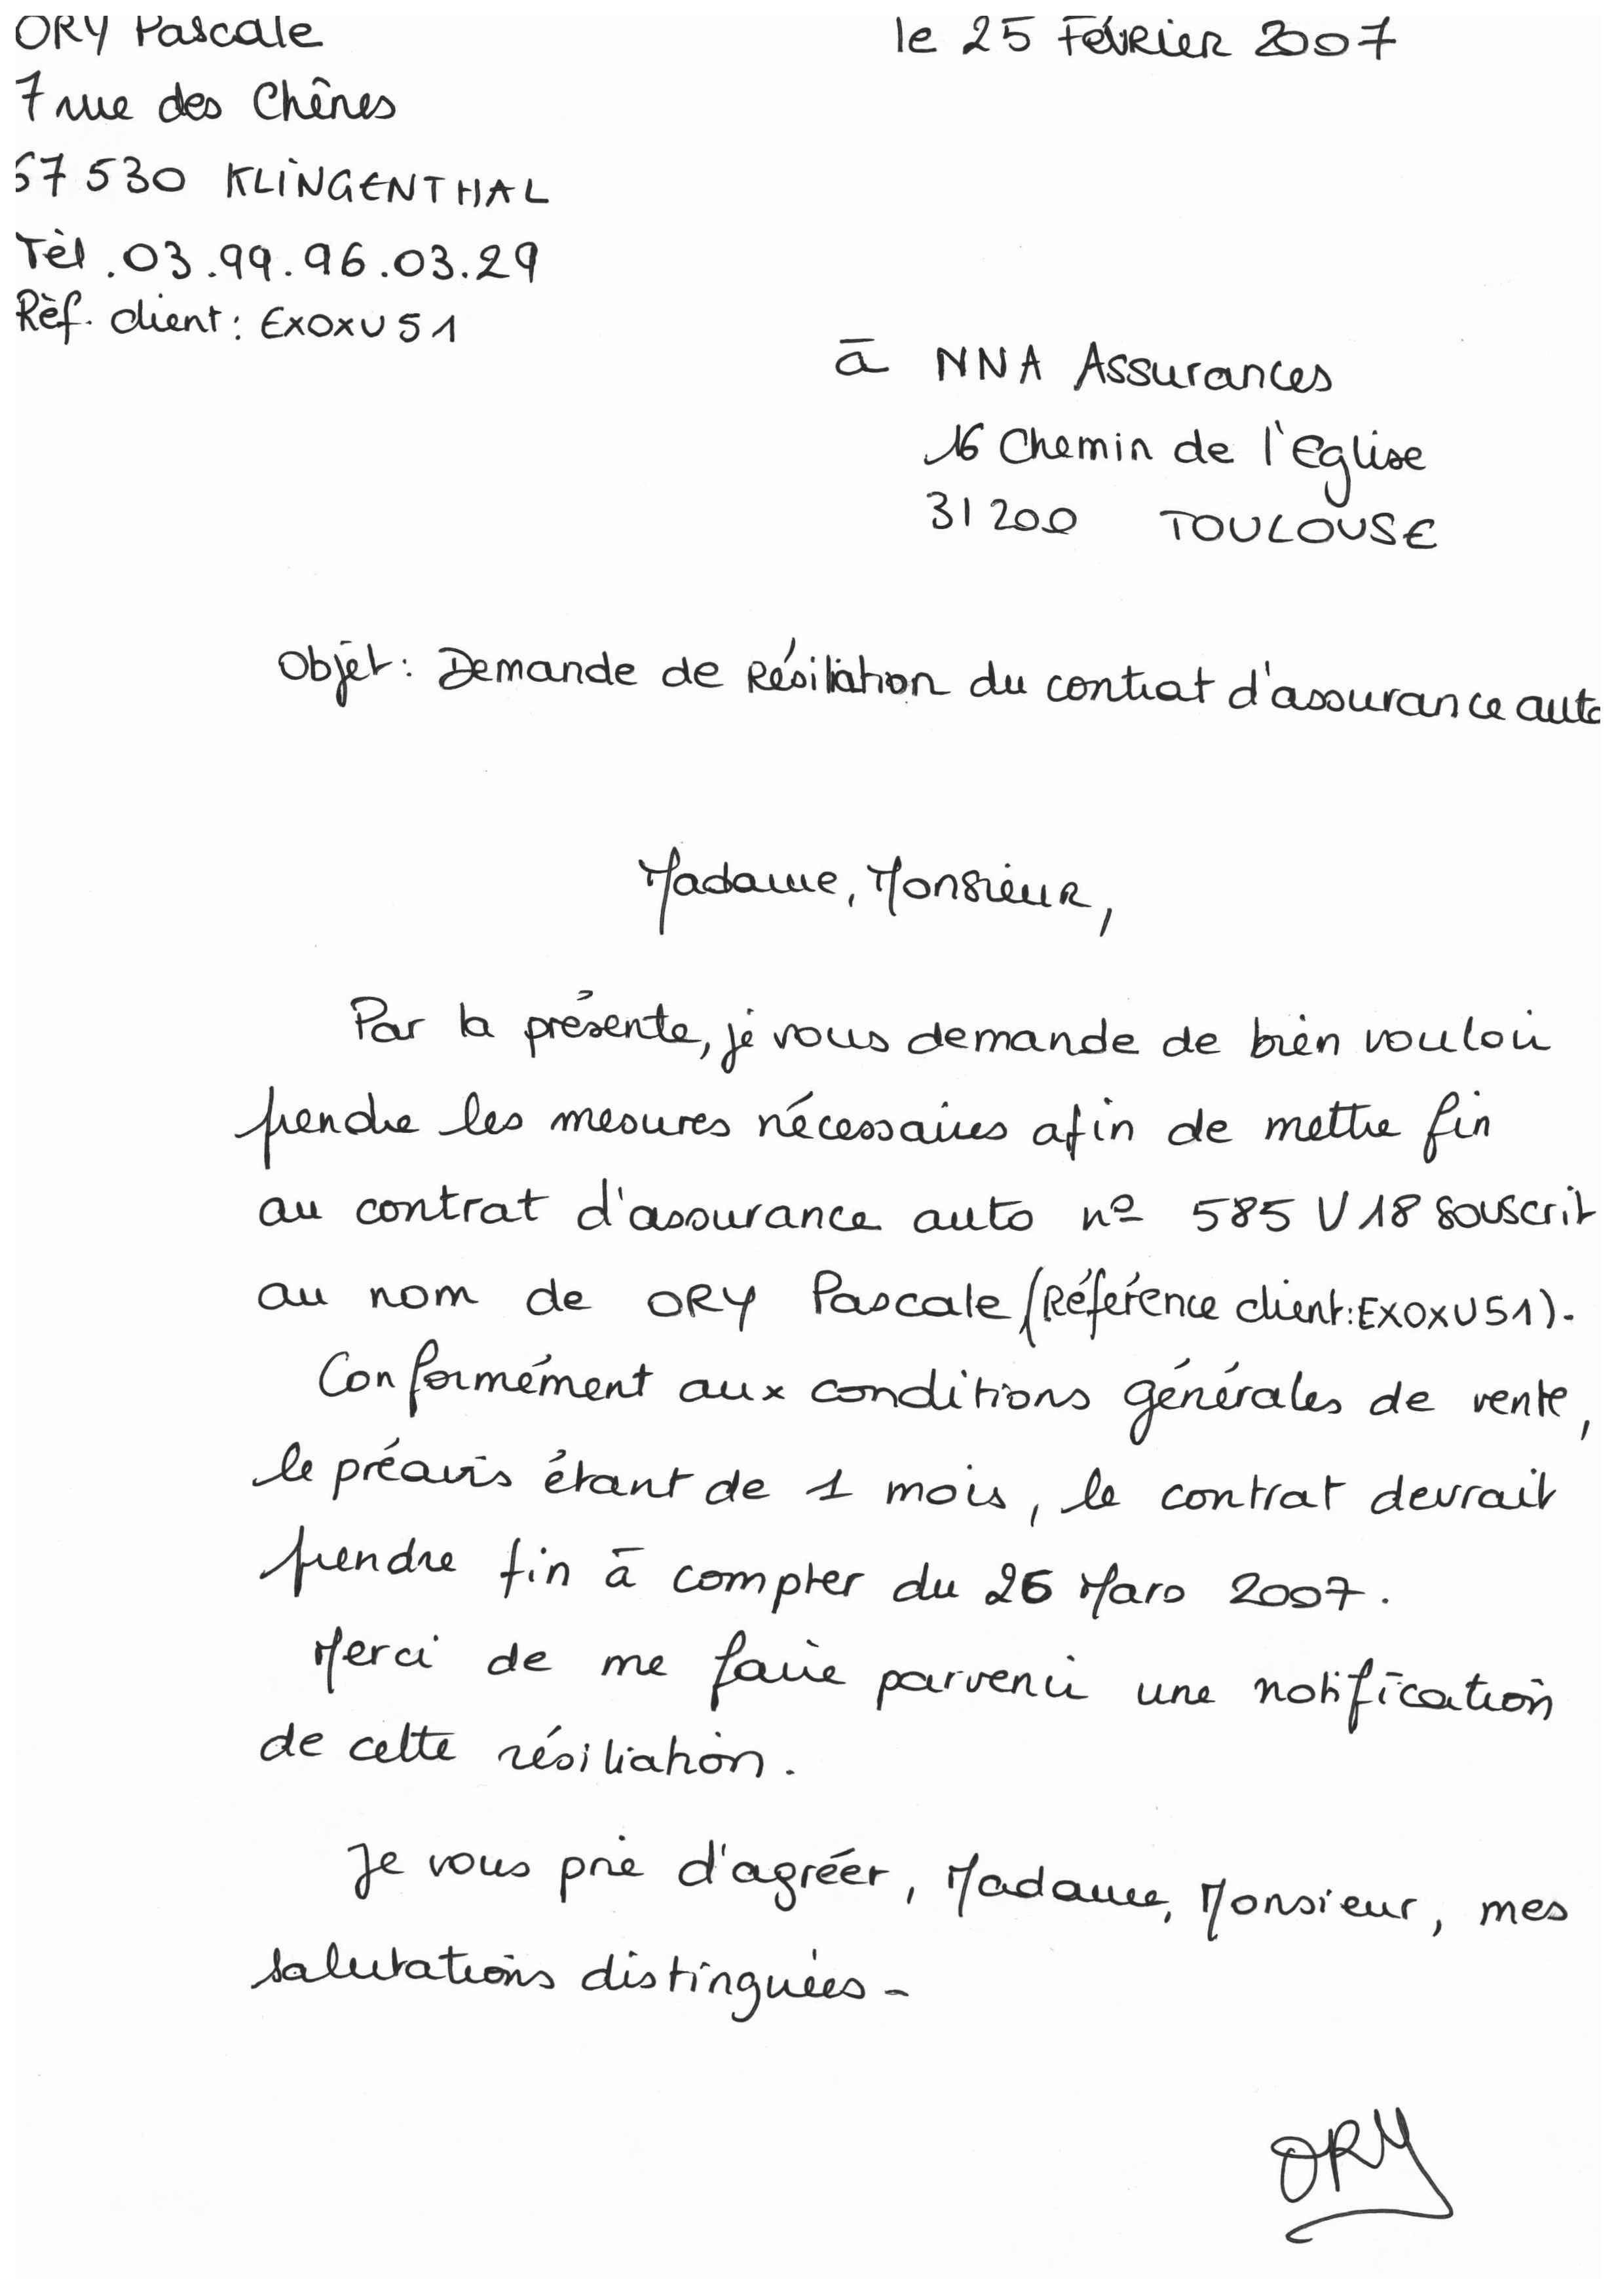 ORY Pascale
le 25 Février 2007
7 rue des Chênes
67530 KLINGENTHAL
Tèl. 03.99.96.03.29
Rèf. client : EXOXU51
à NNA Assurances
16 Chemin de l'Eglise
31200 TOULOUSE
Objet : Demande de Résiliation du contrat d'assurance auto
Madame, Monsieur,
Par la présente, je vous demande de bien vouloir
prendre les mesures nécessaires afin de mettre fin
au contrat d'assurance auto nº 585 V 18 souscrit
au nom de ORY Pascale (Référence client : EXOXU51).
Conformément aux conditions générales de vente,
le préavis étant de 1 mois, le contrat devrait
prendre fin à compter du 26 Mars 2007.
Merci de me faire parvenir une notification
de cette résiliation.
Je vous prie d'agréer, Madame, Monsieur, mes
salutations distinguées -
ORY